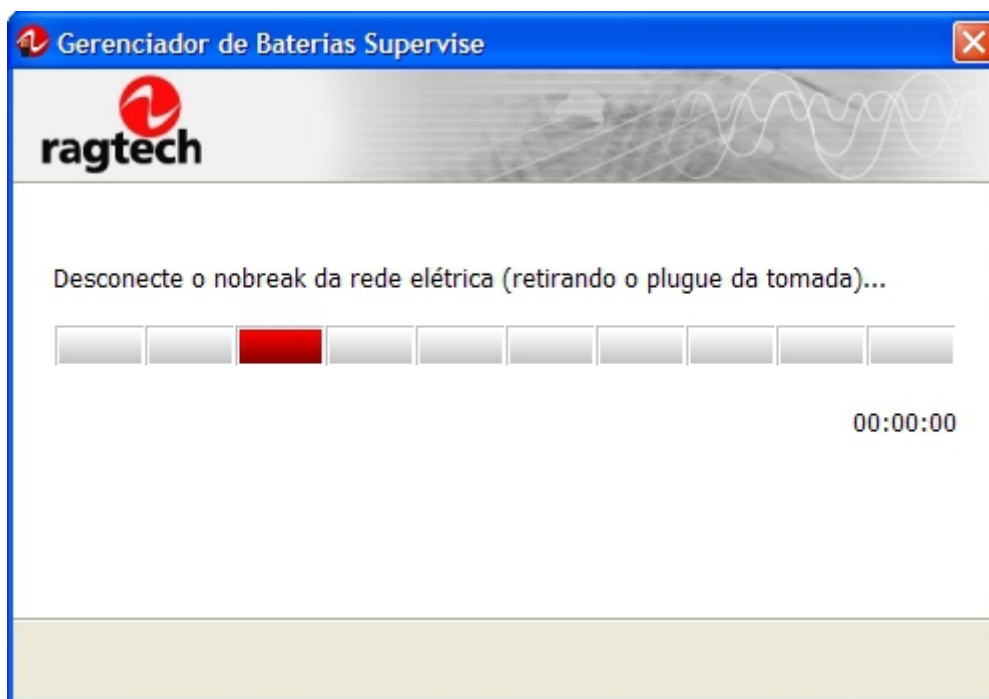 Gerenciador de Baterias Supervise
ragtech
Desconecte o nobreak da rede elétrica (retirando o plugue da tomada)...
00:00:00